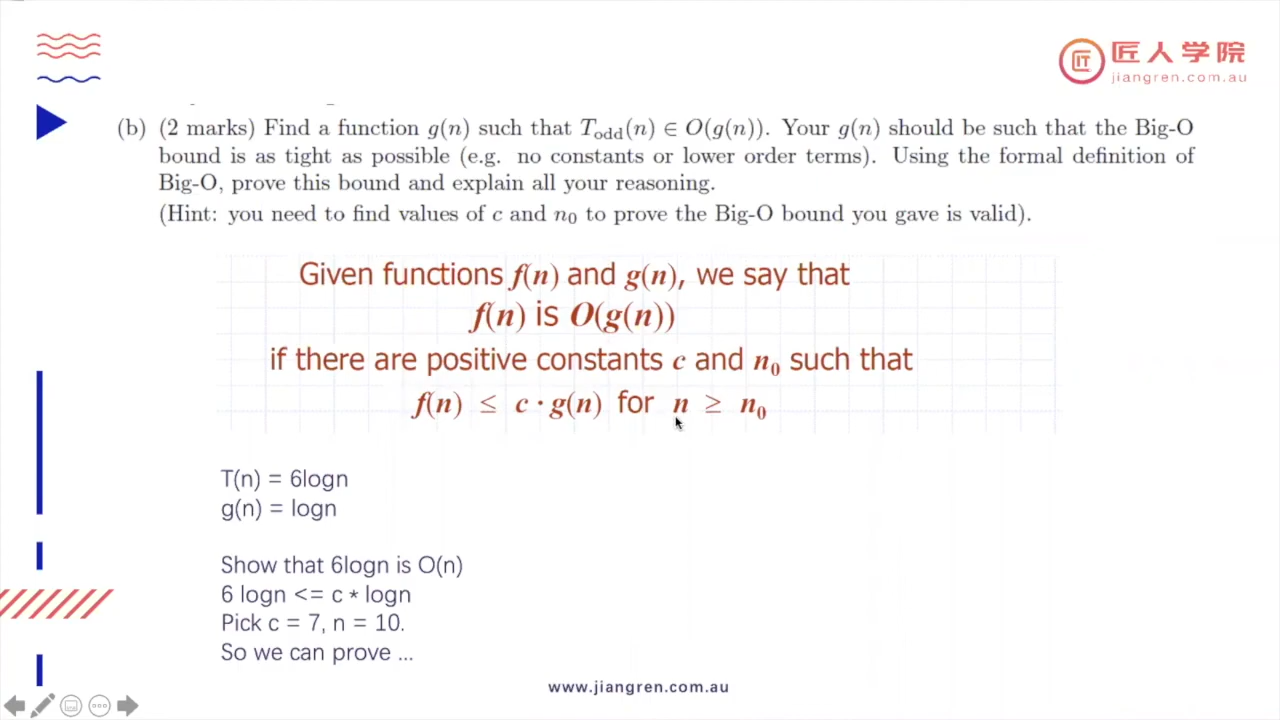 匠人学院
jiangren.com.au
(b) (2 marks) Find a function g(n) such that T_odd(n) ∈ O(g(n)). Your g(n) should be such that the Big-O
bound is as tight as possible (e.g. no constants or lower order terms). Using the formal definition of
Big-O, prove this bound and explain all your reasoning.
(Hint: you need to find values of c and n₀ to prove the Big-O bound you gave is valid).
Given functions f(n) and g(n), we say that
f(n) is O(g(n))
if there are positive constants c and n₀ such that
f(n) ≤ c · g(n) for n ≥ n₀
T(n) = 6logn
g(n) = logn
Show that 6logn is O(n)
6 logn <= c * logn
Pick c = 7, n = 10.
So we can prove ...
www.jiangren.com.au